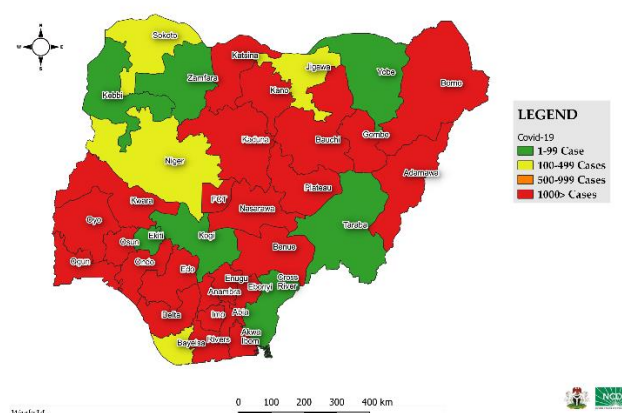 N
W E
S
Sokoto
Katsina
Jigawa
Yobe
Zamfara
Kebbi
Kano
Borno
Kaduna
Bauchi
Gombe
Niger
Adamawa
Plateau
FCT
Kwara
Nasarawa
Oyo
Taraba
Ekiti
Kogi
Osun
Benue
Ogun
Ondo
Edo
Enugu
Cross
River
Anambra
Ebonyi
Delta
Imo
Abia
Akwa
Ibom
Bayelsa
Rivers
LEGEND
Covid-19
1-99 Case
100-499 Cases
500-999 Cases
1000> Cases
0 100 200 300 400 km
NCD